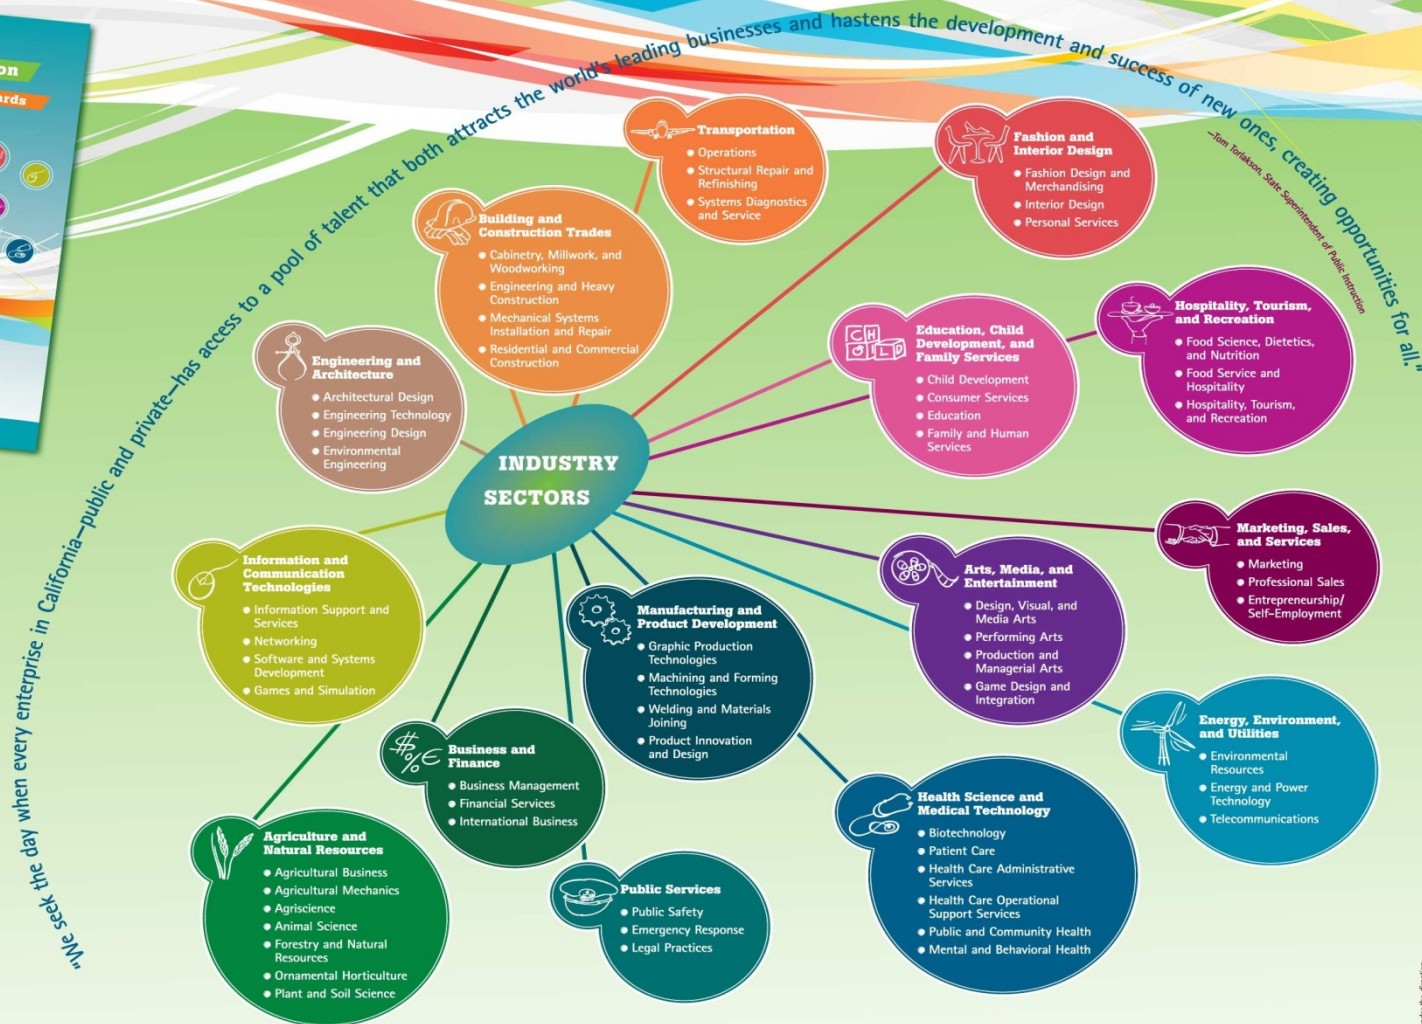 on
ards
"We seek the day when every enterprise in California—public and private—has access to a pool of talent that both attracts the world's leading businesses and hastens the development and success of new ones, creating opportunities for all."
—Tom Torlakson, State Superintendent of Public Instruction
Transportation
Operations
Structural Repair and
Refinishing
Systems Diagnostics
and Service
Fashion and
Interior Design
Fashion Design and
Merchandising
Interior Design
Personal Services
Building and
Construction Trades
Cabinetry, Millwork, and
Woodworking
Engineering and Heavy
Construction
Mechanical Systems
Installation and Repair
Residential and Commercial
Construction
Hospitality, Tourism,
and Recreation
Food Science, Dietetics,
and Nutrition
Food Service and
Hospitality
Hospitality, Tourism,
and Recreation
CH
ILD
Education, Child
Development, and
Family Services
Child Development
Consumer Services
Education
Family and Human
Services
Engineering and
Architecture
Architectural Design
Engineering Technology
Engineering Design
Environmental
Engineering
INDUSTRY
SECTORS
Marketing, Sales,
and Services
Marketing
Professional Sales
Entrepreneurship/
Self-Employment
Information and
Communication
Technologies
Information Support and
Services
Networking
Software and Systems
Development
Games and Simulation
Arts, Media, and
Entertainment
Design, Visual, and
Media Arts
Performing Arts
Production and
Managerial Arts
Game Design and
Integration
Manufacturing and
Product Development
Graphic Production
Technologies
Machining and Forming
Technologies
Welding and Materials
Joining
Product Innovation
and Design
Energy, Environment,
and Utilities
Environmental
Resources
Energy and Power
Technology
Telecommunications
$%€
Business and
Finance
Business Management
Financial Services
International Business
Health Science and
Medical Technology
Biotechnology
Patient Care
Health Care Administrative
Services
Health Care Operational
Support Services
Public and Community Health
Mental and Behavioral Health
Agriculture and
Natural Resources
Agricultural Business
Agricultural Mechanics
Agriscience
Animal Science
Forestry and Natural
Resources
Ornamental Horticulture
Plant and Soil Science
Public Services
Public Safety
Emergency Response
Legal Practices